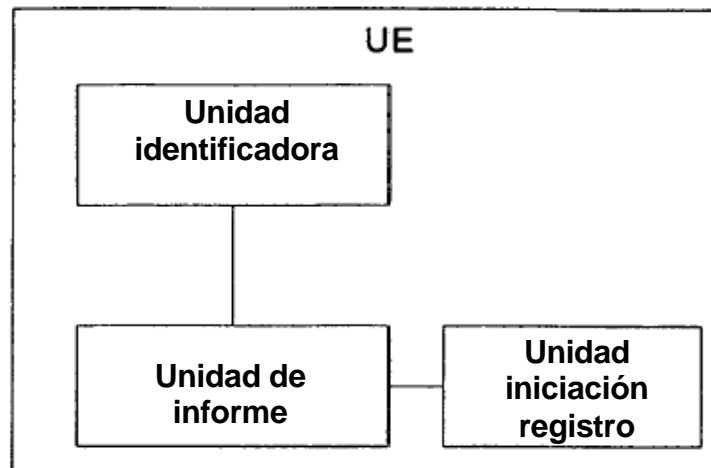 UE
Unidad
identificadora
Unidad de
informe
Unidad
iniciación
registro